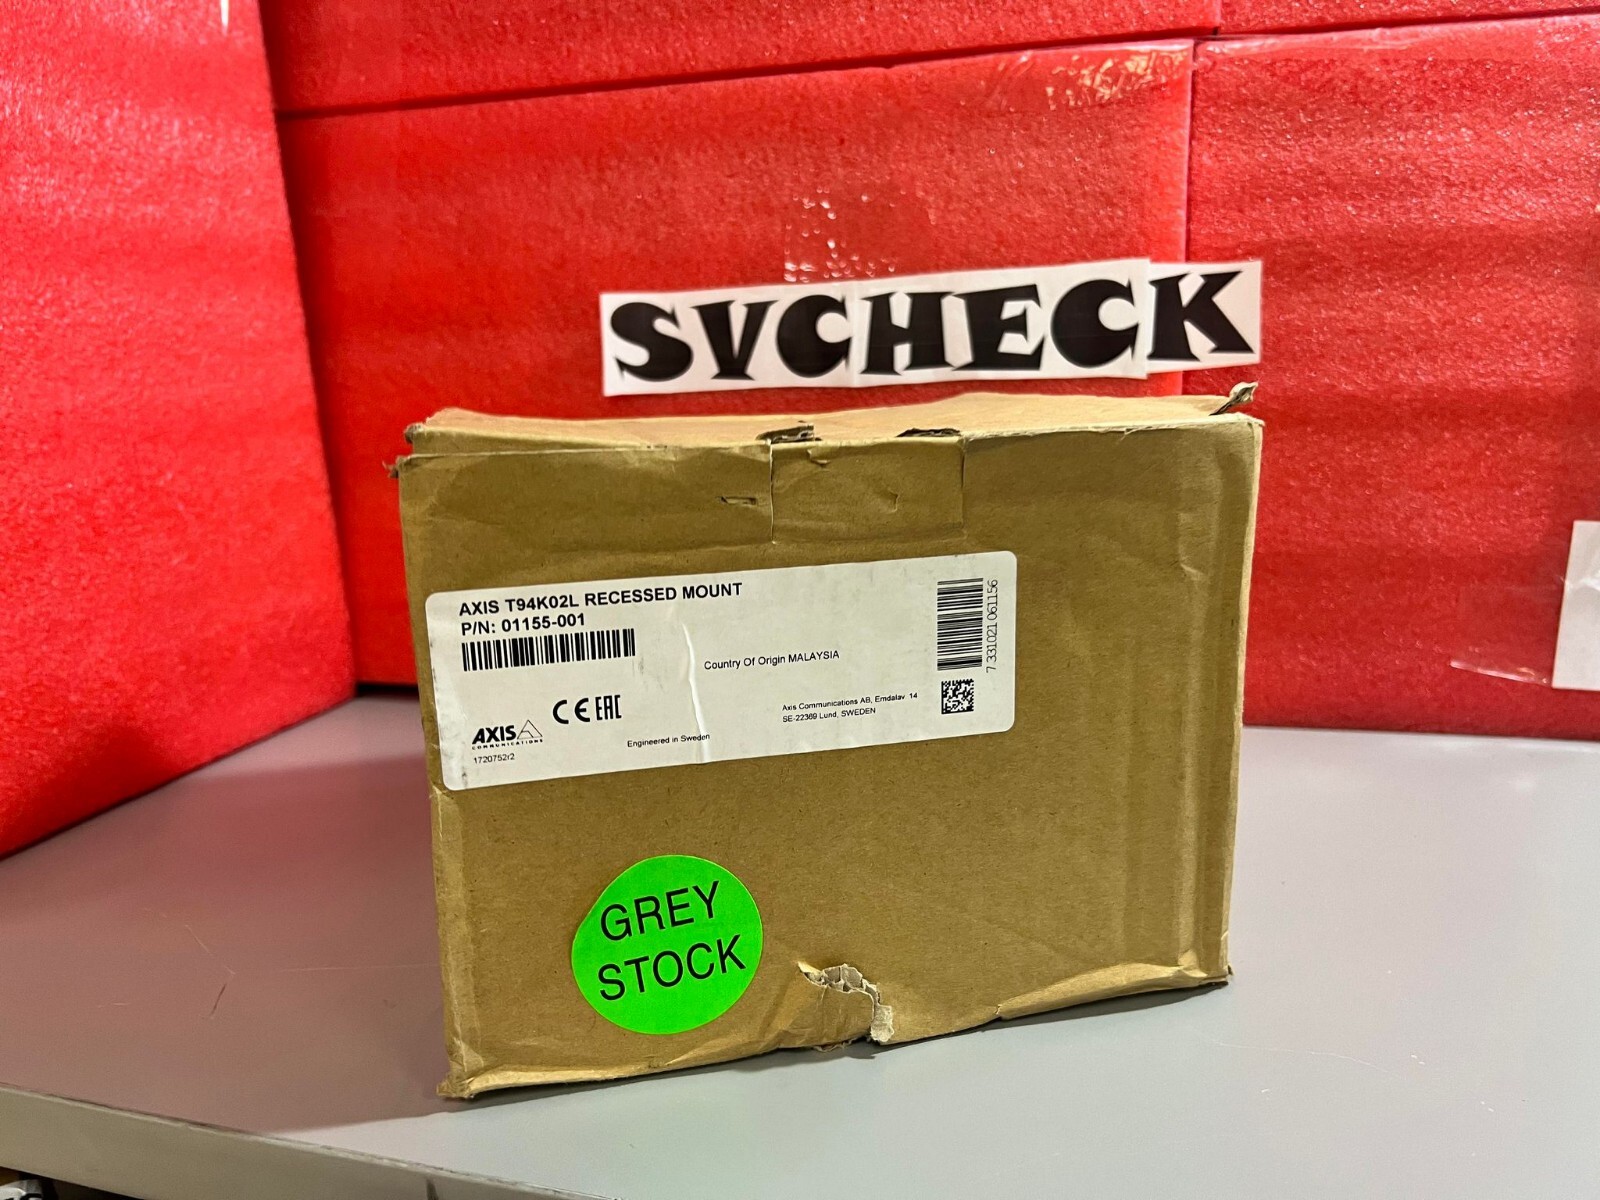 SVCHECK
AXIS T94K02L RECESSED MOUNT
P/N: 01155-001
Country Of Origin MALAYSIA
7 331021 061156
CE EAC
AXIS
COMMUNICATIONS
Axis Communications AB, Emdalav 14
SE-22369 Lund, SWEDEN
Engineered in Sweden
1720752r2
GREY
STOCK